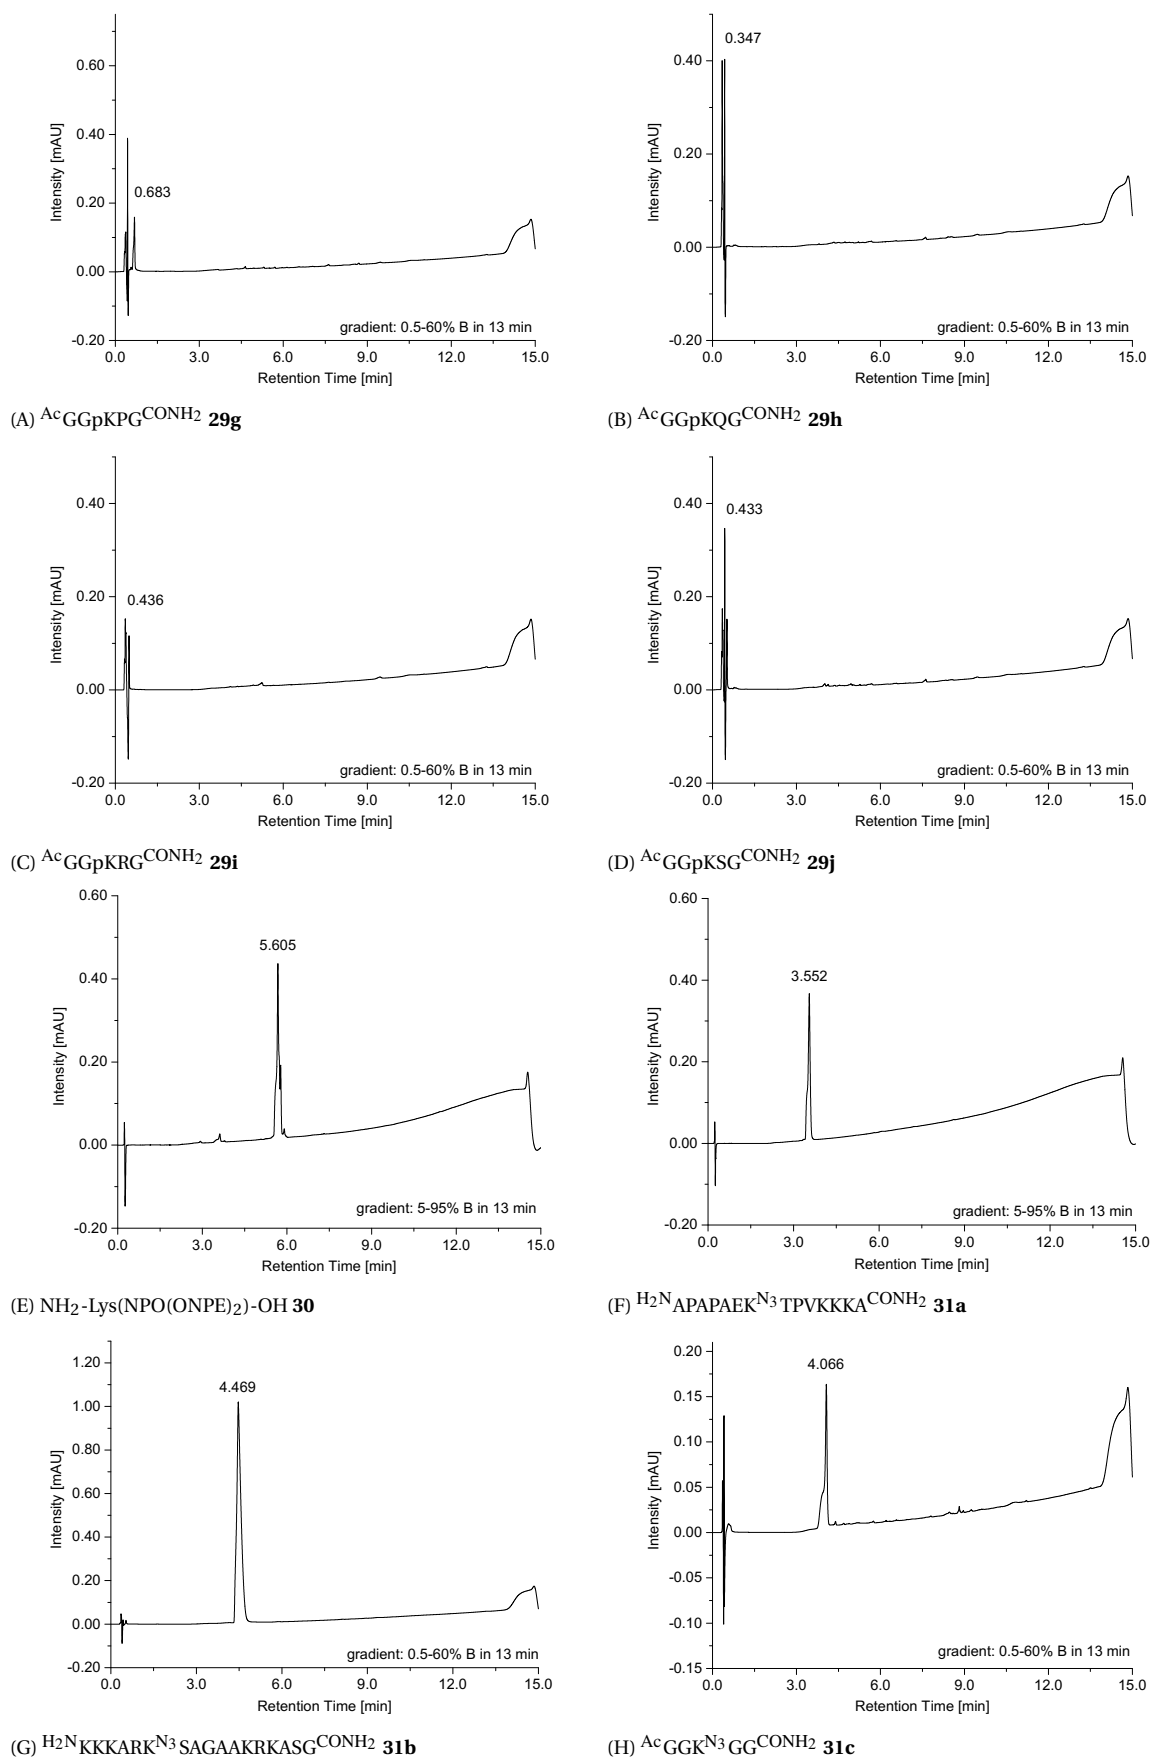 0.683
0.60
0.40
0.20
0.00
-0.20
Intensity [mAU]
gradient: 0.5-60% B in 13 min
0.0 3.0 6.0 9.0 12.0 15.0
Retention Time [min]
(A) AcGGpKPGCONH2 29g
0.347
0.40
0.20
0.00
-0.20
Intensity [mAU]
gradient: 0.5-60% B in 13 min
0.0 3.0 6.0 9.0 12.0 15.0
Retention Time [min]
(B) AcGGpKQGCONH2 29h
0.436
0.40
0.20
0.00
-0.20
Intensity [mAU]
gradient: 0.5-60% B in 13 min
0.0 3.0 6.0 9.0 12.0 15.0
Retention Time [min]
(C) AcGGpKRGCONH2 29i
0.433
0.40
0.20
0.00
-0.20
Intensity [mAU]
gradient: 0.5-60% B in 13 min
0.0 3.0 6.0 9.0 12.0 15.0
Retention Time [min]
(D) AcGGpKSGCONH2 29j
5.605
0.60
0.40
0.20
0.00
-0.20
Intensity [mAU]
gradient: 5-95% B in 13 min
0.0 3.0 6.0 9.0 12.0 15.0
Retention Time [min]
(E) NH2-Lys(NPO(ONPE)2)-OH 30
3.552
0.60
0.40
0.20
0.00
-0.20
Intensity [mAU]
gradient: 5-95% B in 13 min
0.0 3.0 6.0 9.0 12.0 15.0
Retention Time [min]
(F) H2NAPAPAEKN3TPVKKKACONH2 31a
4.469
1.20
1.00
0.80
0.60
0.40
0.20
0.00
-0.20
Intensity [mAU]
gradient: 0.5-60% B in 13 min
0.0 3.0 6.0 9.0 12.0 15.0
Retention Time [min]
(G) H2NKKKARKN3SAGAAKRKASGCONH2 31b
4.066
0.20
0.15
0.10
0.05
0.00
-0.05
-0.10
-0.15
Intensity [mAU]
gradient: 0.5-60% B in 13 min
0.0 3.0 6.0 9.0 12.0 15.0
Retention Time [min]
(H) AcGGKN3GGCONH2 31c